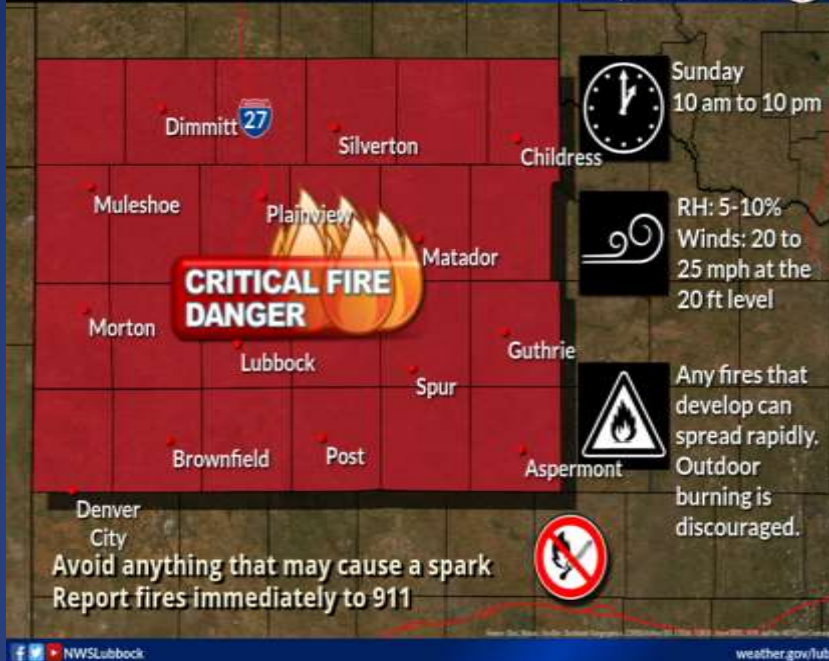 Sunday
10 am to 10 pm
Dimmitt
27
Silverton
Childress
RH: 5-10%
Winds: 20 to
25 mph at the
20 ft level
Muleshoe
Plainview
Matador
CRITICAL FIRE
DANGER
Morton
Lubbock
Guthrie
Spur
Any fires that
develop can
spread rapidly.
Outdoor
burning is
discouraged.
Brownfield
Post
Aspermont
Denver
City
Avoid anything that may cause a spark
Report fires immediately to 911
NWSLubbock
weather.gov/lub